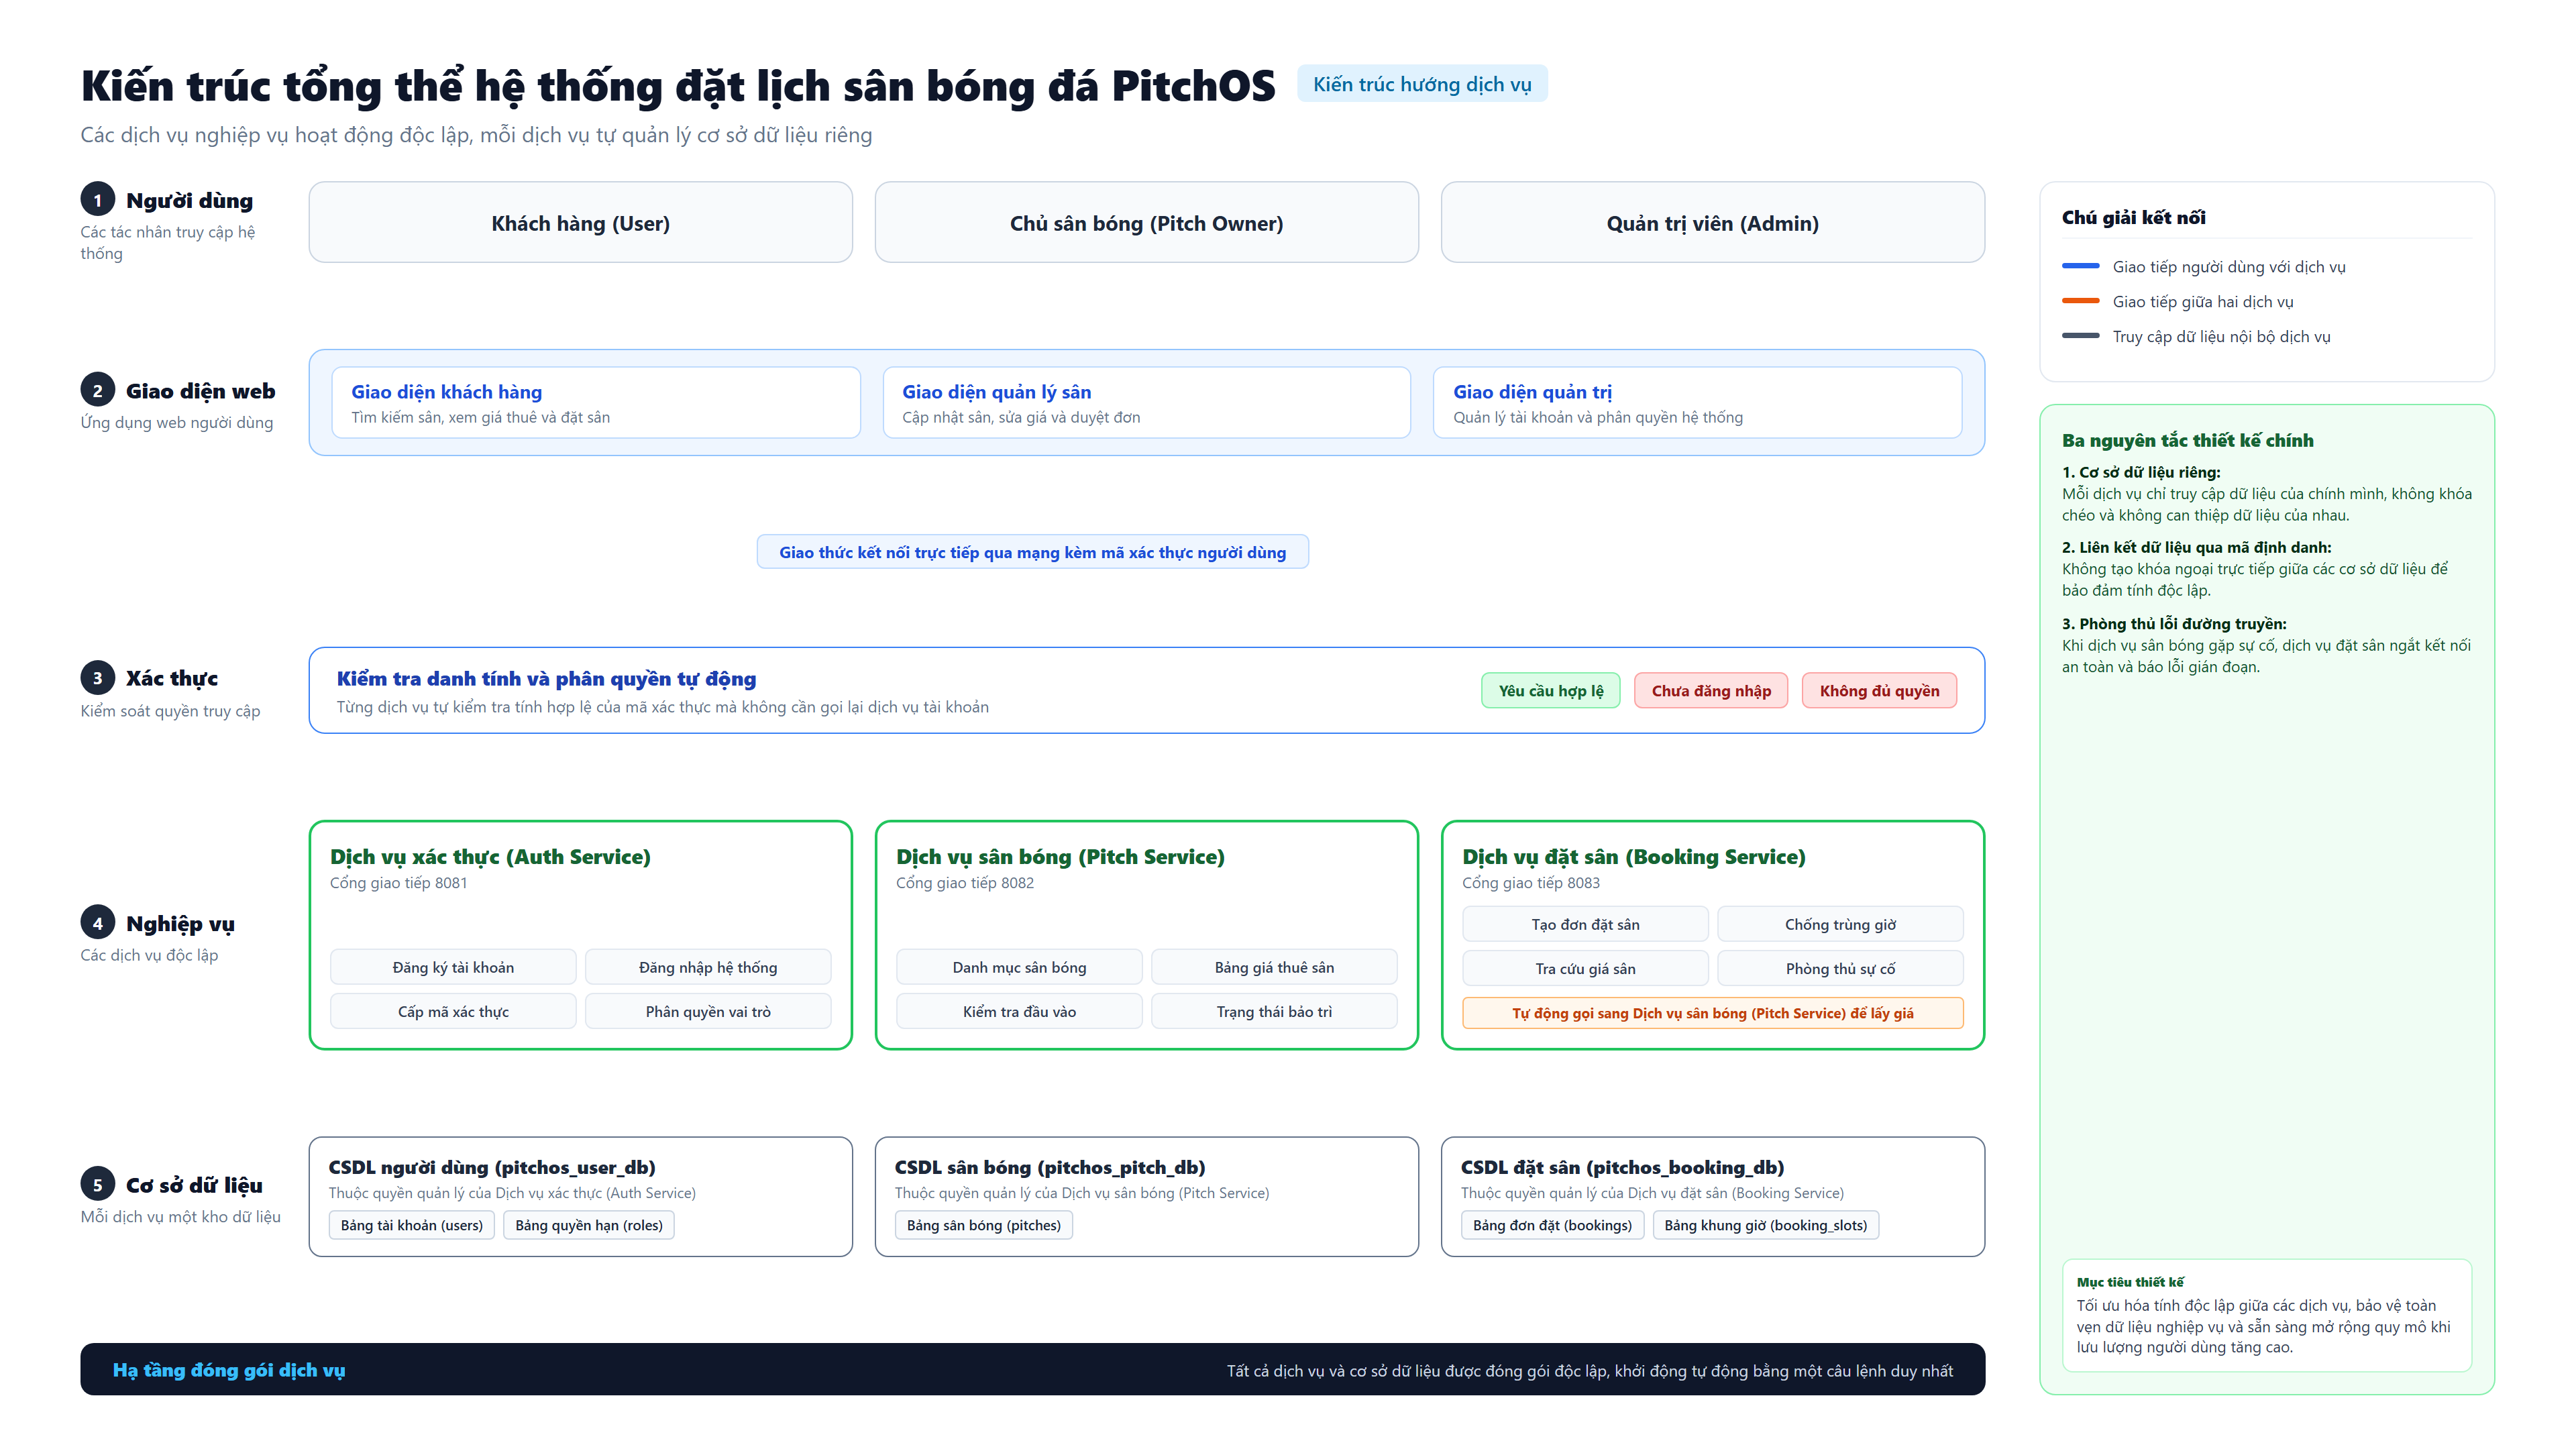 Kiến trúc tổng thể hệ thống đặt lịch sân bóng đá PitchOS
Kiến trúc hướng dịch vụ
Các dịch vụ nghiệp vụ hoạt động độc lập, mỗi dịch vụ tự quản lý cơ sở dữ liệu riêng
1 Người dùng
Các tác nhân truy cập hệ
thống
Khách hàng (User)
Chủ sân bóng (Pitch Owner)
Quản trị viên (Admin)
2 Giao diện web
Ứng dụng web người dùng
Giao diện khách hàng
Tìm kiếm sân, xem giá thuê và đặt sân
Giao diện quản lý sân
Cập nhật sân, sửa giá và duyệt đơn
Giao diện quản trị
Quản lý tài khoản và phân quyền hệ thống
Giao thức kết nối trực tiếp qua mạng kèm mã xác thực người dùng
3 Xác thực
Kiểm soát quyền truy cập
Kiểm tra danh tính và phân quyền tự động
Từng dịch vụ tự kiểm tra tính hợp lệ của mã xác thực mà không cần gọi lại dịch vụ tài khoản
Yêu cầu hợp lệ
Chưa đăng nhập
Không đủ quyền
4 Nghiệp vụ
Các dịch vụ độc lập
Dịch vụ xác thực (Auth Service)
Cổng giao tiếp 8081
Đăng ký tài khoản
Đăng nhập hệ thống
Cấp mã xác thực
Phân quyền vai trò
Dịch vụ sân bóng (Pitch Service)
Cổng giao tiếp 8082
Danh mục sân bóng
Bảng giá thuê sân
Kiểm tra đầu vào
Trạng thái bảo trì
Dịch vụ đặt sân (Booking Service)
Cổng giao tiếp 8083
Tạo đơn đặt sân
Chống trùng giờ
Tra cứu giá sân
Phòng thủ sự cố
Tự động gọi sang Dịch vụ sân bóng (Pitch Service) để lấy giá
5 Cơ sở dữ liệu
Mỗi dịch vụ một kho dữ liệu
CSDL người dùng (pitchos_user_db)
Thuộc quyền quản lý của Dịch vụ xác thực (Auth Service)
Bảng tài khoản (users)
Bảng quyền hạn (roles)
CSDL sân bóng (pitchos_pitch_db)
Thuộc quyền quản lý của Dịch vụ sân bóng (Pitch Service)
Bảng sân bóng (pitches)
CSDL đặt sân (pitchos_booking_db)
Thuộc quyền quản lý của Dịch vụ đặt sân (Booking Service)
Bảng đơn đặt (bookings)
Bảng khung giờ (booking_slots)
Hạ tầng đóng gói dịch vụ
Tất cả dịch vụ và cơ sở dữ liệu được đóng gói độc lập, khởi động tự động bằng một câu lệnh duy nhất
Chú giải kết nối
Giao tiếp người dùng với dịch vụ
Giao tiếp giữa hai dịch vụ
Truy cập dữ liệu nội bộ dịch vụ
Ba nguyên tắc thiết kế chính
1. Cơ sở dữ liệu riêng:
Mỗi dịch vụ chỉ truy cập dữ liệu của chính mình, không khóa
chéo và không can thiệp dữ liệu của nhau.
2. Liên kết dữ liệu qua mã định danh:
Không tạo khóa ngoại trực tiếp giữa các cơ sở dữ liệu để
bảo đảm tính độc lập.
3. Phòng thủ lỗi đường truyền:
Khi dịch vụ sân bóng gặp sự cố, dịch vụ đặt sân ngắt kết nối
an toàn và báo lỗi gián đoạn.
Mục tiêu thiết kế
Tối ưu hóa tính độc lập giữa các dịch vụ, bảo vệ toàn
vẹn dữ liệu nghiệp vụ và sẵn sàng mở rộng quy mô khi
lưu lượng người dùng tăng cao.